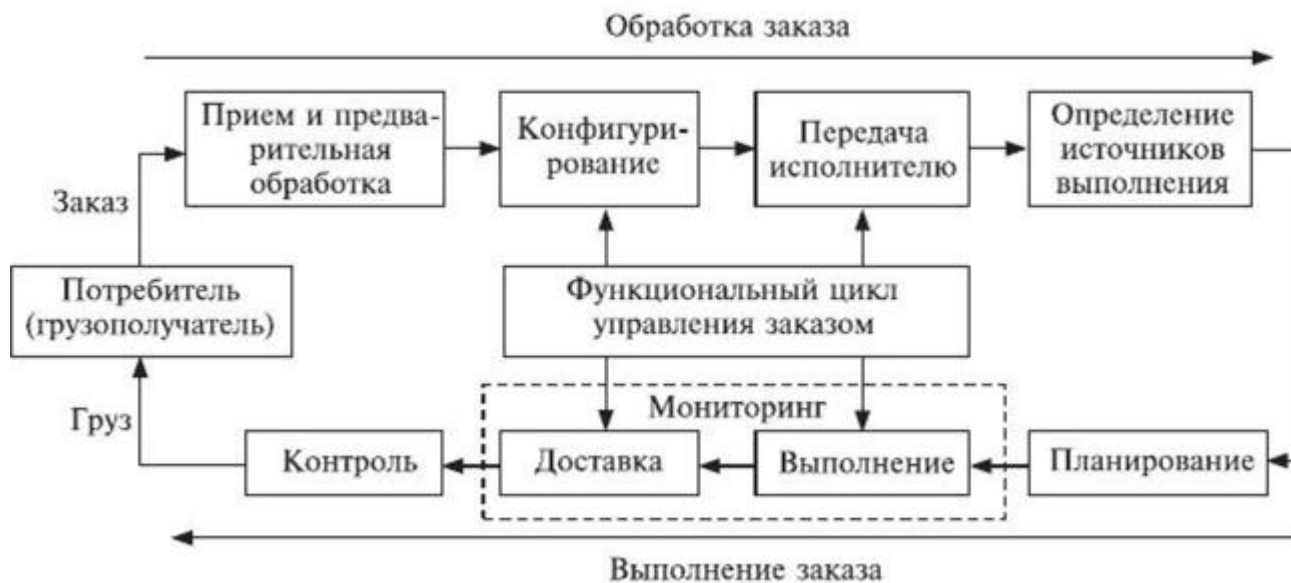 Обработка заказа
Прием и предва-
рительная
обработка
Конфигури-
рование
Передача
исполнителю
Определение
источников
выполнения
Заказ
Потребитель
(грузополучатель)
Функциональный цикл
управления заказом
Груз
Мониторинг
Контроль
Доставка
Выполнение
Планирование
Выполнение заказа